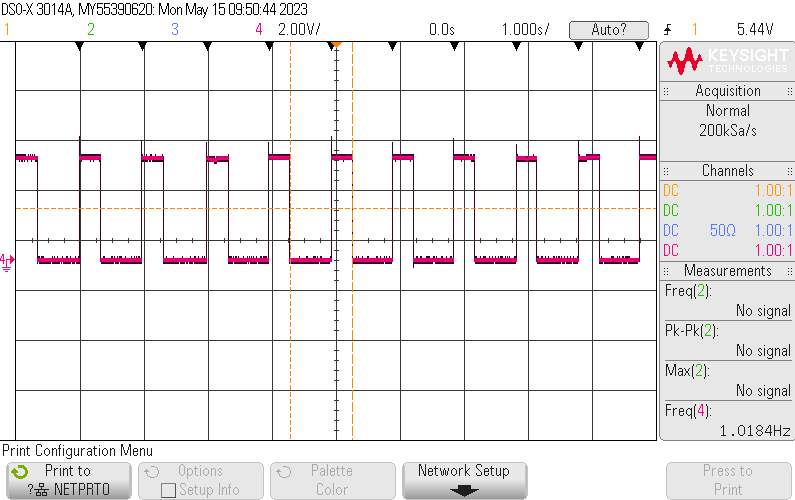 DSO-X 3014A, MY55390620: Mon May 15 09:50:44 2023
1 2 3 4 2.00V/ 0.0s 1.000s/ Auto? 1 5.44V
KEYSIGHT
TECHNOLOGIES
Acquisition
Normal
200kSa/s
Channels
DC 1.00:1
DC 1.00:1
DC 50Ω 1.00:1
DC 1.00:1
4
Measurements
Freq(2):
No signal
Pk-Pk(2):
No signal
Max(2):
No signal
Freq(4):
1.0184Hz
Print Configuration Menu
Print to
? NETPRT0
Options
Setup Info
Palette
Color
Network Setup
Press to
Print